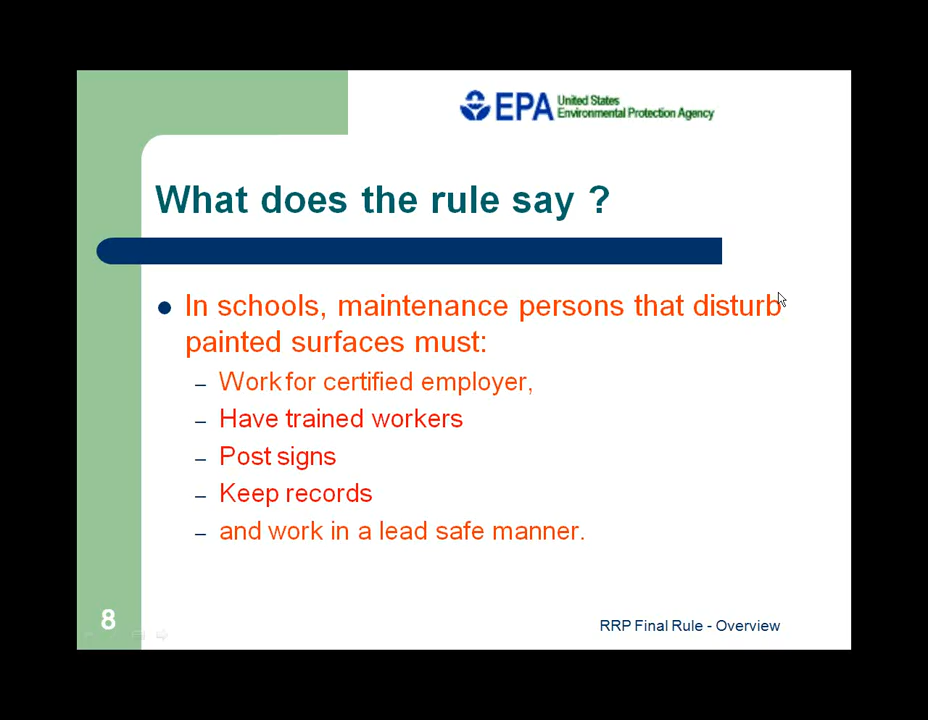 EPA United States
Environmental Protection Agency
What does the rule say ?
In schools, maintenance persons that disturb
painted surfaces must:
– Work for certified employer,
– Have trained workers
– Post signs
– Keep records
– and work in a lead safe manner.
8
RRP Final Rule - Overview